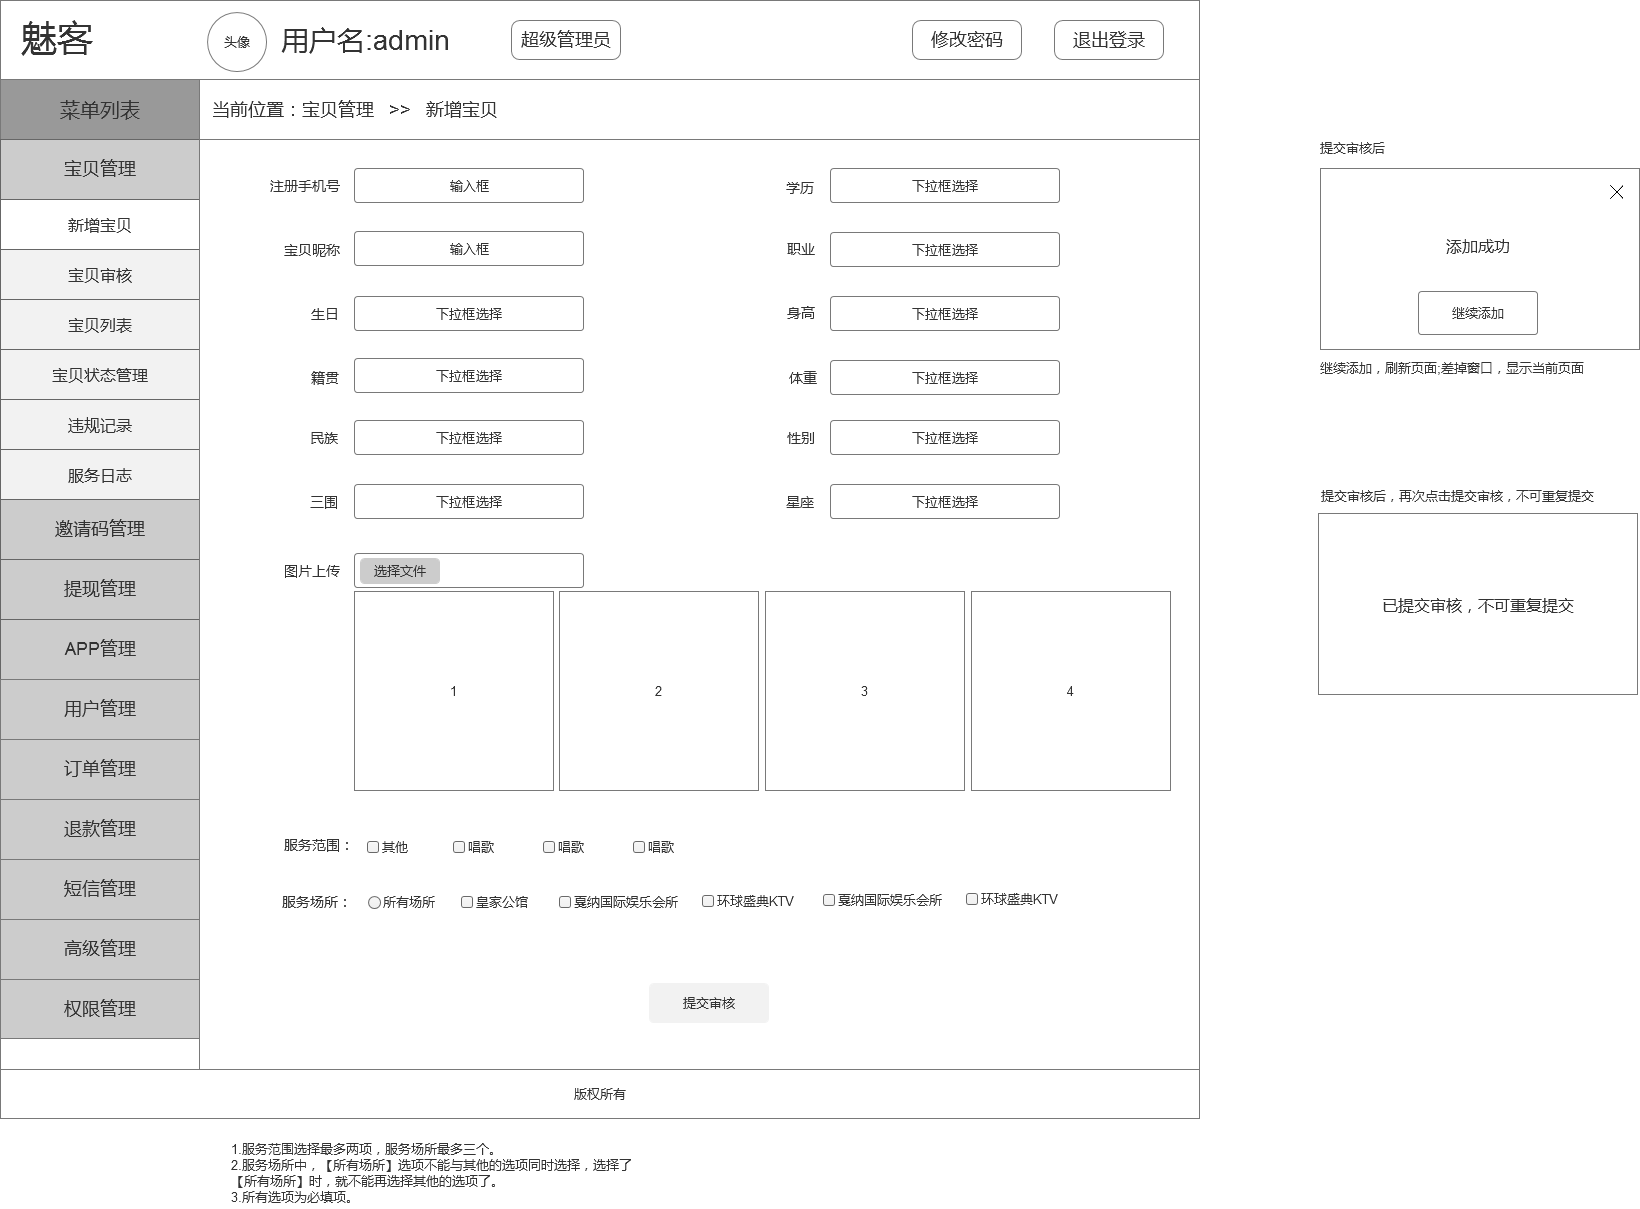 魅客
头像
用户名:admin
超级管理员
修改密码
退出登录
菜单列表
当前位置：宝贝管理 >> 新增宝贝
宝贝管理
新增宝贝
宝贝审核
宝贝列表
宝贝状态管理
违规记录
服务日志
邀请码管理
提现管理
APP管理
用户管理
订单管理
退款管理
短信管理
高级管理
权限管理
注册手机号 输入框 学历 下拉框选择
宝贝昵称 输入框 职业 下拉框选择
生日 下拉框选择 身高 下拉框选择
籍贯 下拉框选择 体重 下拉框选择
民族 下拉框选择 性别 下拉框选择
三围 下拉框选择 星座 下拉框选择
图片上传 选择文件
1 2 3 4
服务范围： 其他 唱歌 唱歌 唱歌
服务场所： 所有场所 皇家公馆 戛纳国际娱乐会所 环球盛典KTV 戛纳国际娱乐会所 环球盛典KTV
提交审核
版权所有
1.服务范围选择最多两项，服务场所最多三个。
2.服务场所中，【所有场所】选项不能与其他的选项同时选择，选择了
【所有场所】时，就不能再选择其他的选项了。
3.所有选项为必填项。
提交审核后
添加成功
继续添加
继续添加，刷新页面;差掉窗口，显示当前页面
提交审核后，再次点击提交审核，不可重复提交
已提交审核，不可重复提交